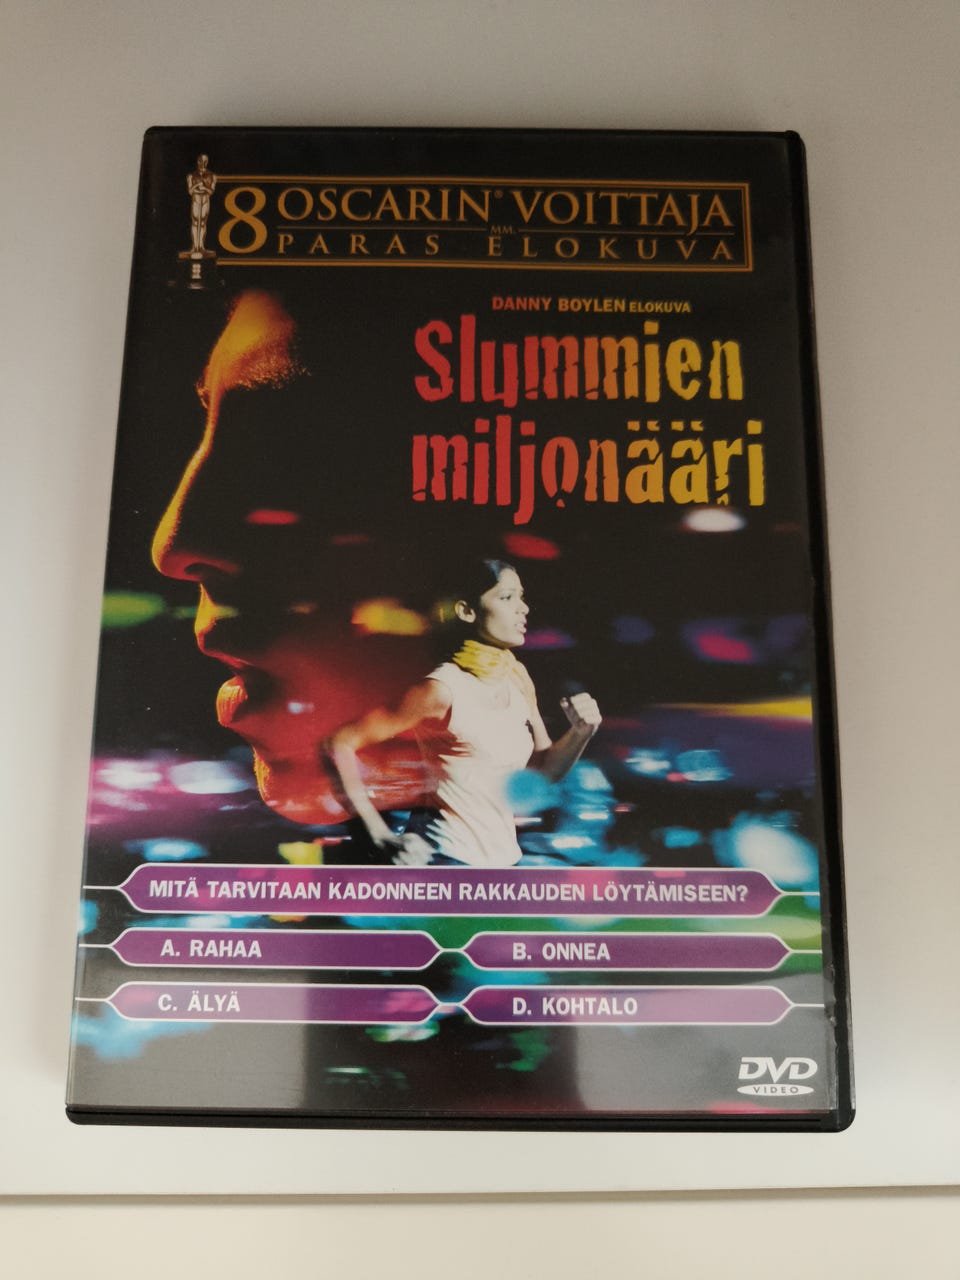 8 OSCARIN® VOITTAJA
MM.
PARAS ELOKUVA
DANNY BOYLEN ELOKUVA
Slummien
miljonääri
MITÄ TARVITAAN KADONNEEN RAKKAUDEN LÖYTÄMISEEN?
A. RAHAA
B. ONNEA
C. ÄLYÄ
D. KOHTALO
DVD
VIDEO